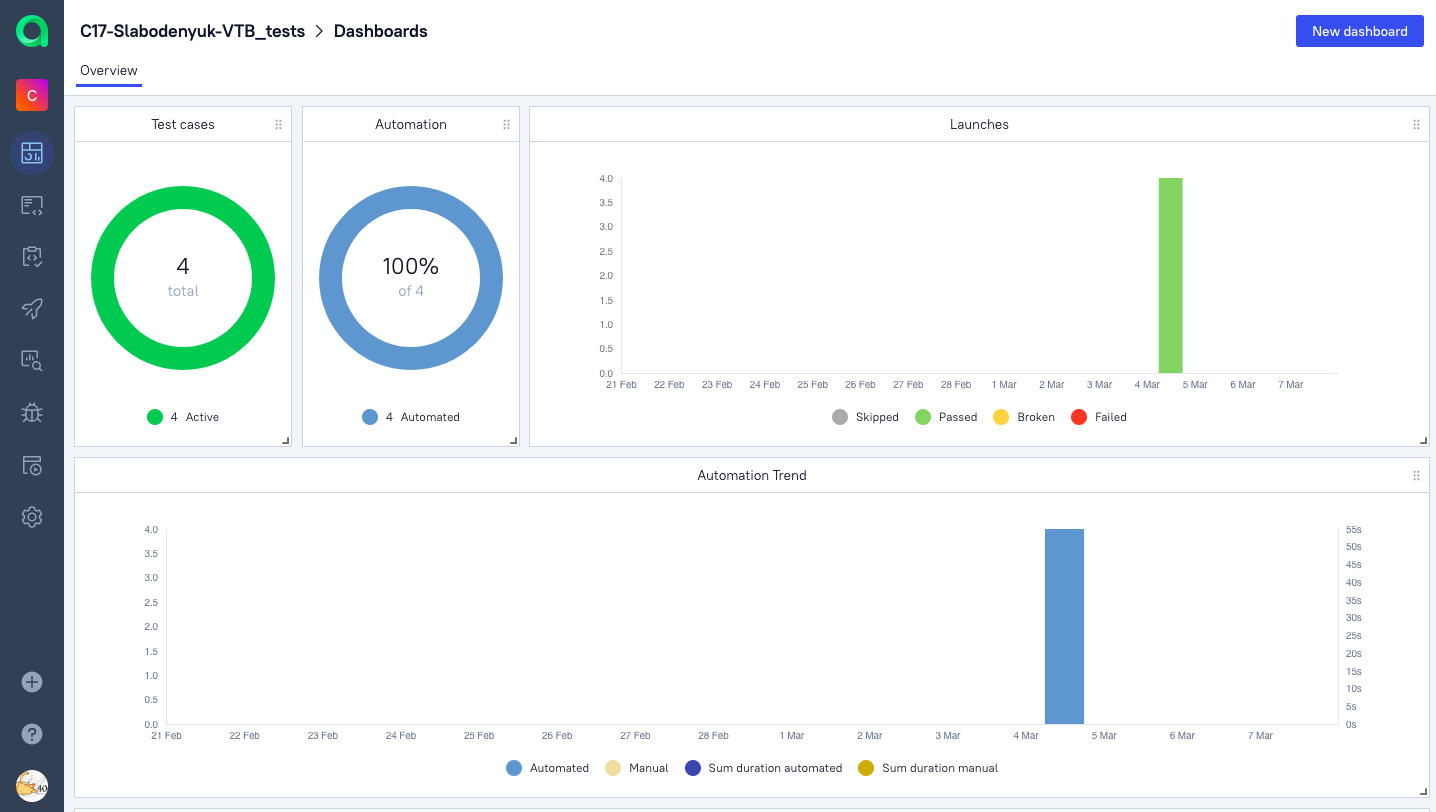 C17-Slabodenyuk-VTB_tests > Dashboards
New dashboard
Overview
C
Test cases
4
total
4 Active
Automation
100%
of 4
4 Automated
Launches
4.0
3.5
3.0
2.5
2.0
1.5
1.0
0.5
0.0
21 Feb 22 Feb 23 Feb 24 Feb 25 Feb 26 Feb 27 Feb 28 Feb 1 Mar 2 Mar 3 Mar 4 Mar 5 Mar 6 Mar 7 Mar
Skipped Passed Broken Failed
Automation Trend
4.0
3.5
3.0
2.5
2.0
1.5
1.0
0.5
0.0
55s
50s
45s
40s
35s
30s
25s
20s
15s
10s
5s
0s
21 Feb 22 Feb 23 Feb 24 Feb 25 Feb 26 Feb 27 Feb 28 Feb 1 Mar 2 Mar 3 Mar 4 Mar 5 Mar 6 Mar 7 Mar
Automated Manual Sum duration automated Sum duration manual